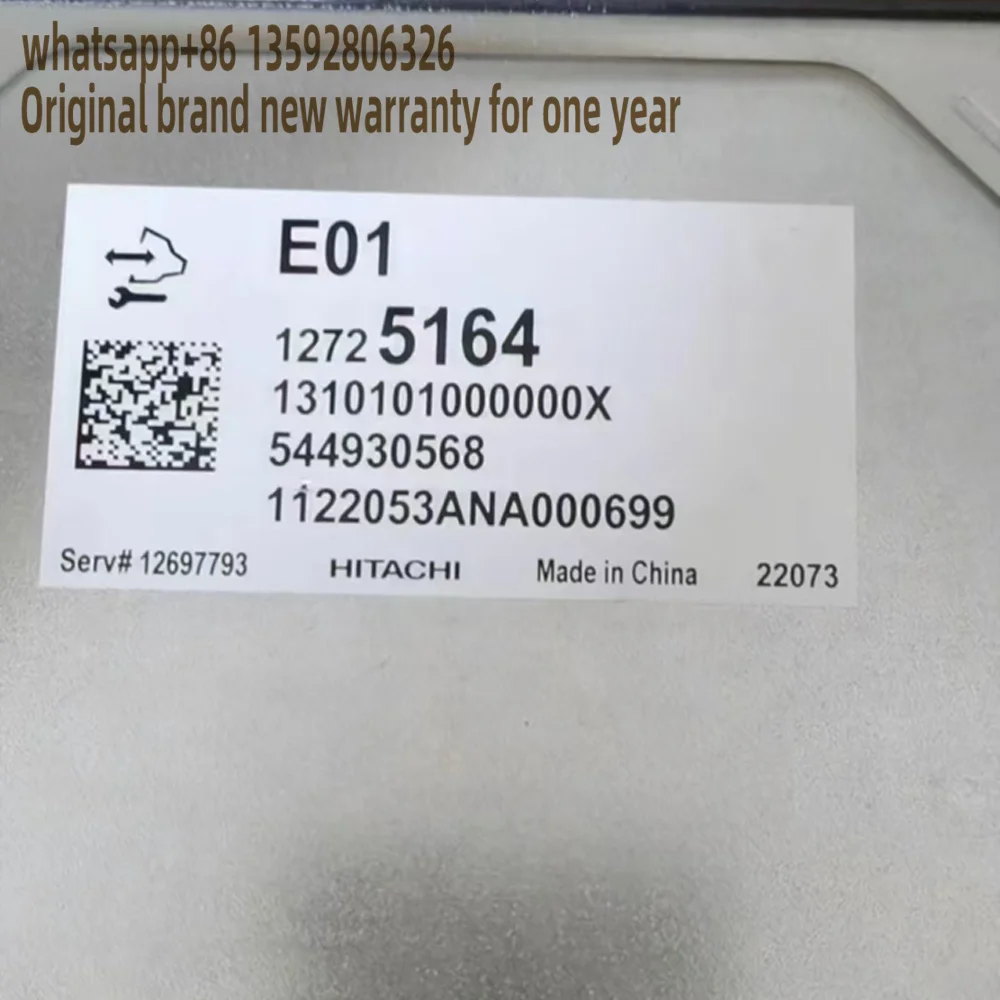 whatsapp+86 13592806326
Original brand new warranty for one year
E01
1272 5164
1310101000000X
544930568
1122053ANA000699
Serv# 12697793 HITACHI Made in China 22073